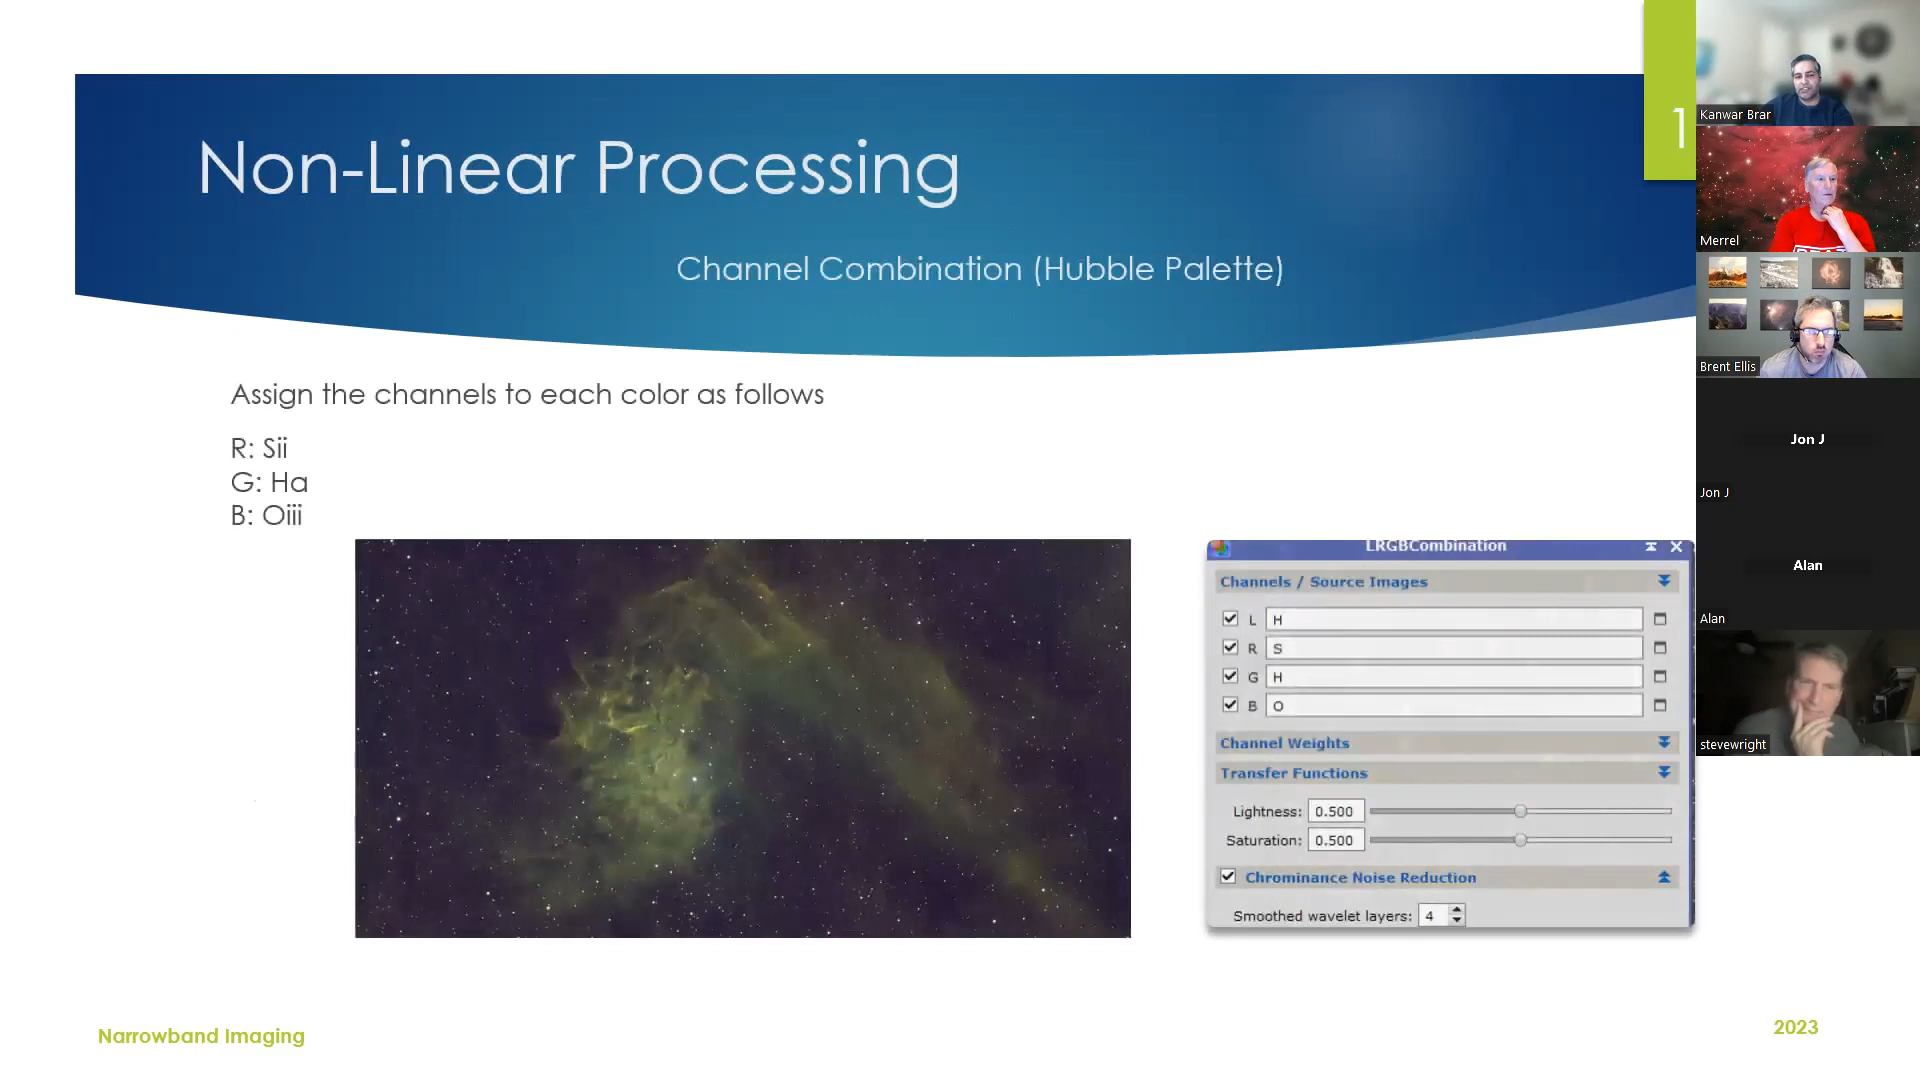 Non-Linear Processing
1
Channel Combination (Hubble Palette)
Assign the channels to each color as follows
R: Sii
G: Ha
B: Oiii
LRGBCombination
Channels / Source Images
L H
R S
G H
B O
Channel Weights
Transfer Functions
Lightness: 0.500
Saturation: 0.500
Chrominance Noise Reduction
Smoothed wavelet layers: 4
Narrowband Imaging
2023
Kanwar Brar
Merrel
Brent Ellis
Jon J
Jon J
Alan
Alan
stevewright